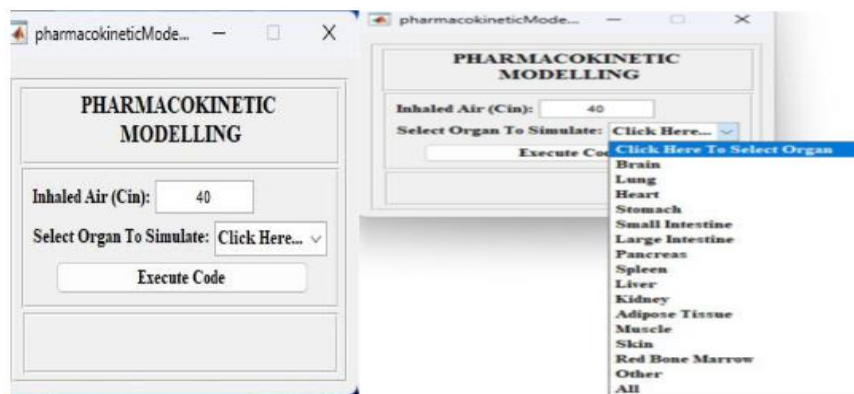 pharmacokineticMode...
PHARMACOKINETIC
MODELLING
Inhaled Air (Cin): 40
Select Organ To Simulate: Click Here...
Execute Code
pharmacokineticMode...
PHARMACOKINETIC
MODELLING
Inhaled Air (Cin): 40
Select Organ To Simulate: Click Here...
Execute Co
Click Here To Select Organ
Brain
Lung
Heart
Stomach
Small Intestine
Large Intestine
Pancreas
Spleen
Liver
Kidney
Adipose Tissue
Muscle
Skin
Red Bone Marrow
Other
All